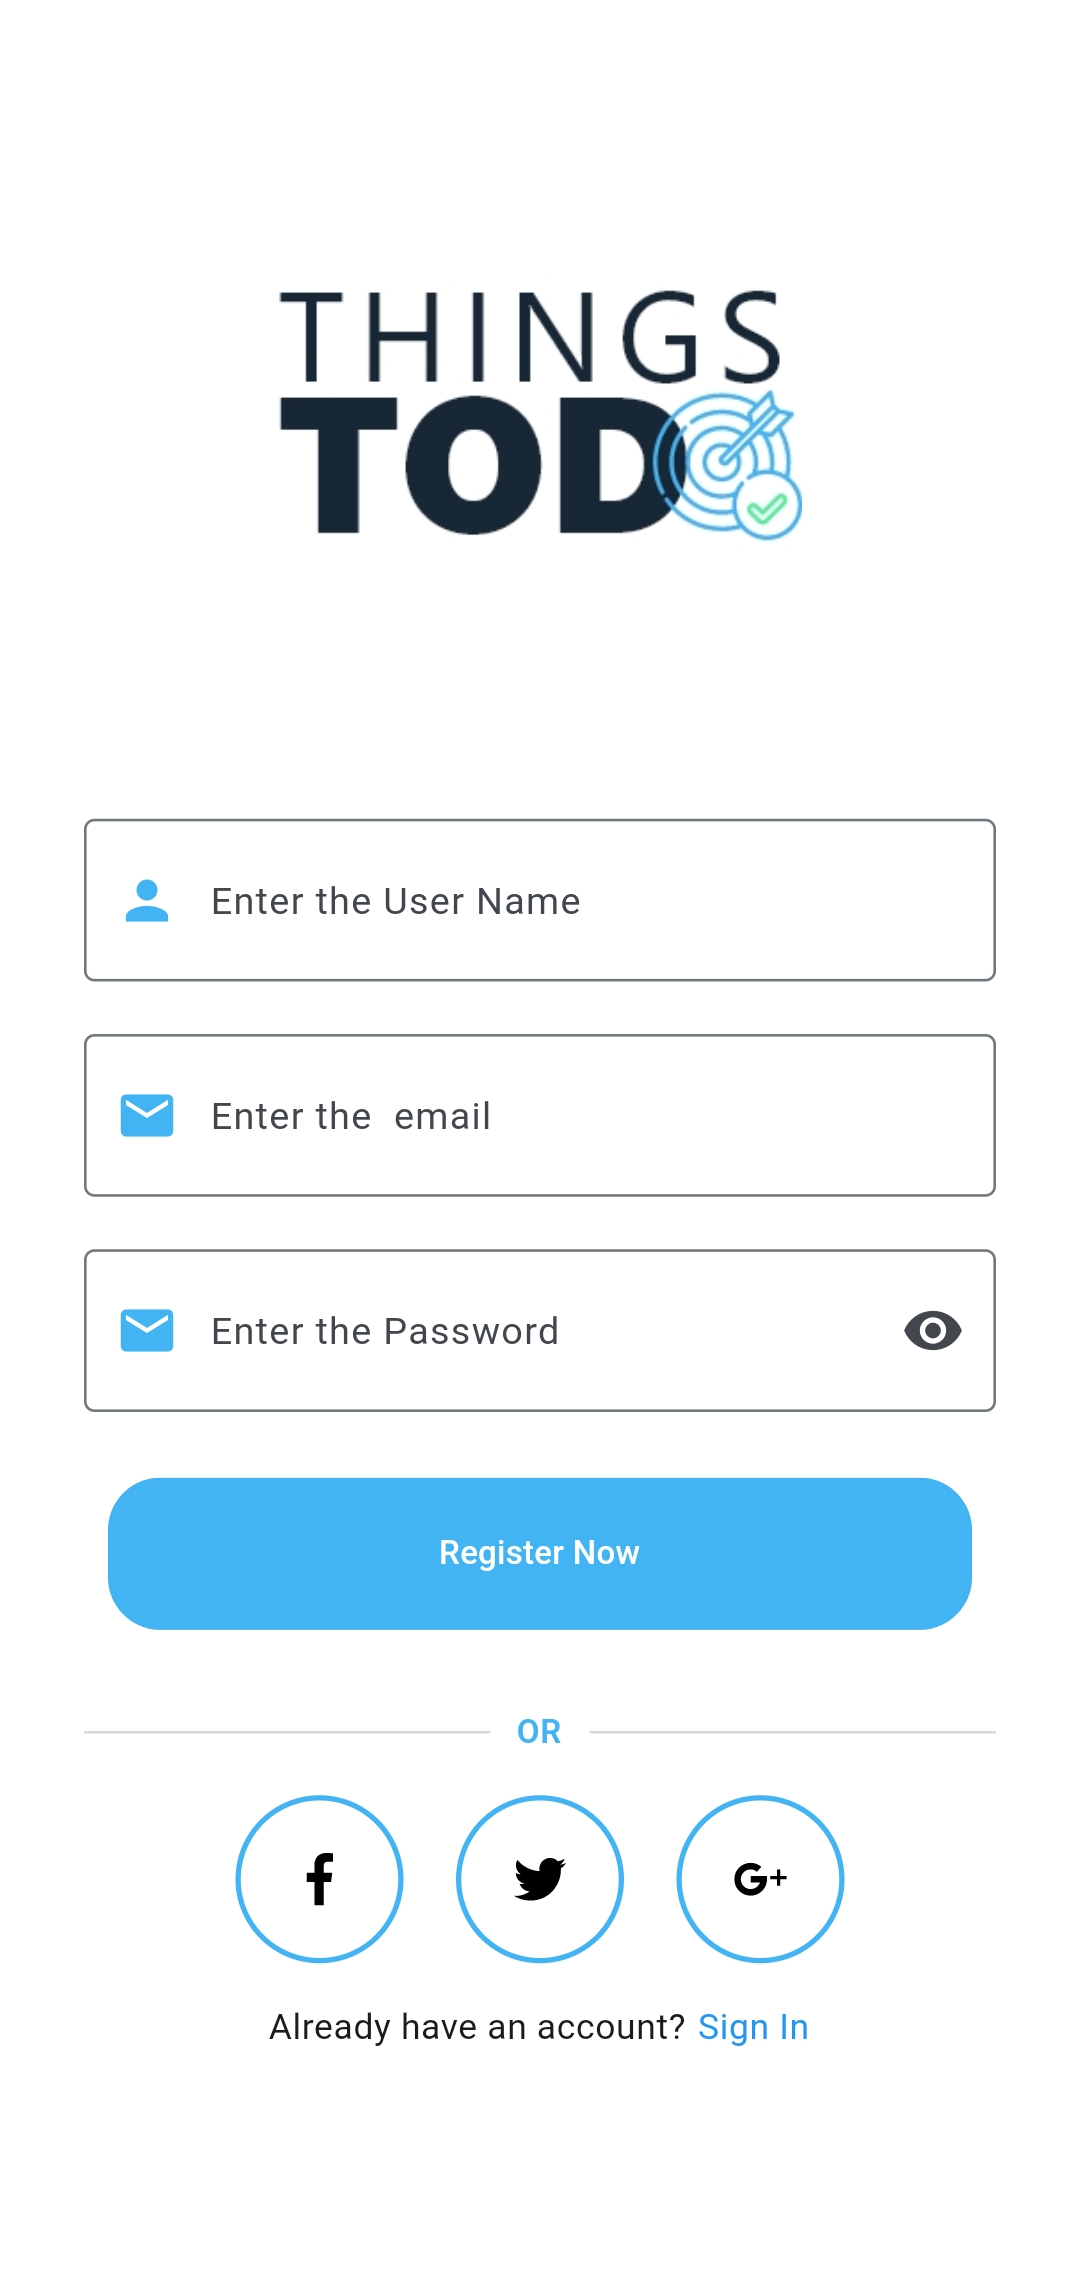 THINGS
TODO
Enter the User Name
Enter the  email
Enter the Password
Register Now
OR
f
G+
Already have an account? Sign In